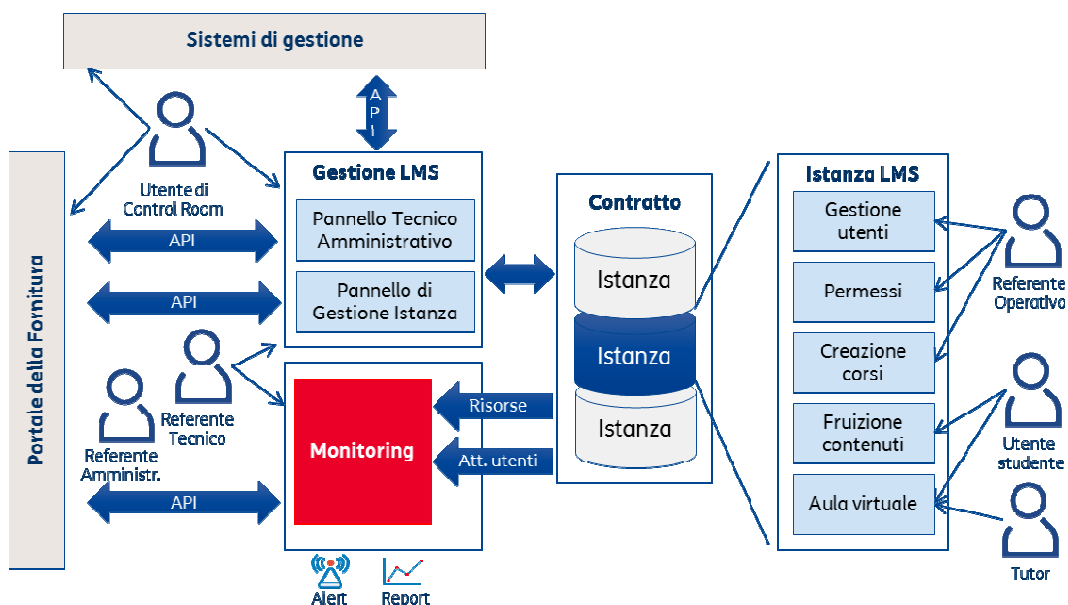 Sistemi di gestione
API
Utente di
Control Room
Portale della Fornitura
API
API
Gestione LMS
Pannello Tecnico
Amministrativo
Pannello di
Gestione Istanza
Referente
Tecnico
Referente
Amministr.
API
Monitoring
Risorse
Att. utenti
Alert
Report
Contratto
Istanza
Istanza
Istanza
Istanza LMS
Gestione
utenti
Permessi
Creazione
corsi
Fruizione
contenuti
Aula virtuale
Referente
Operativo
Utente
studente
Tutor